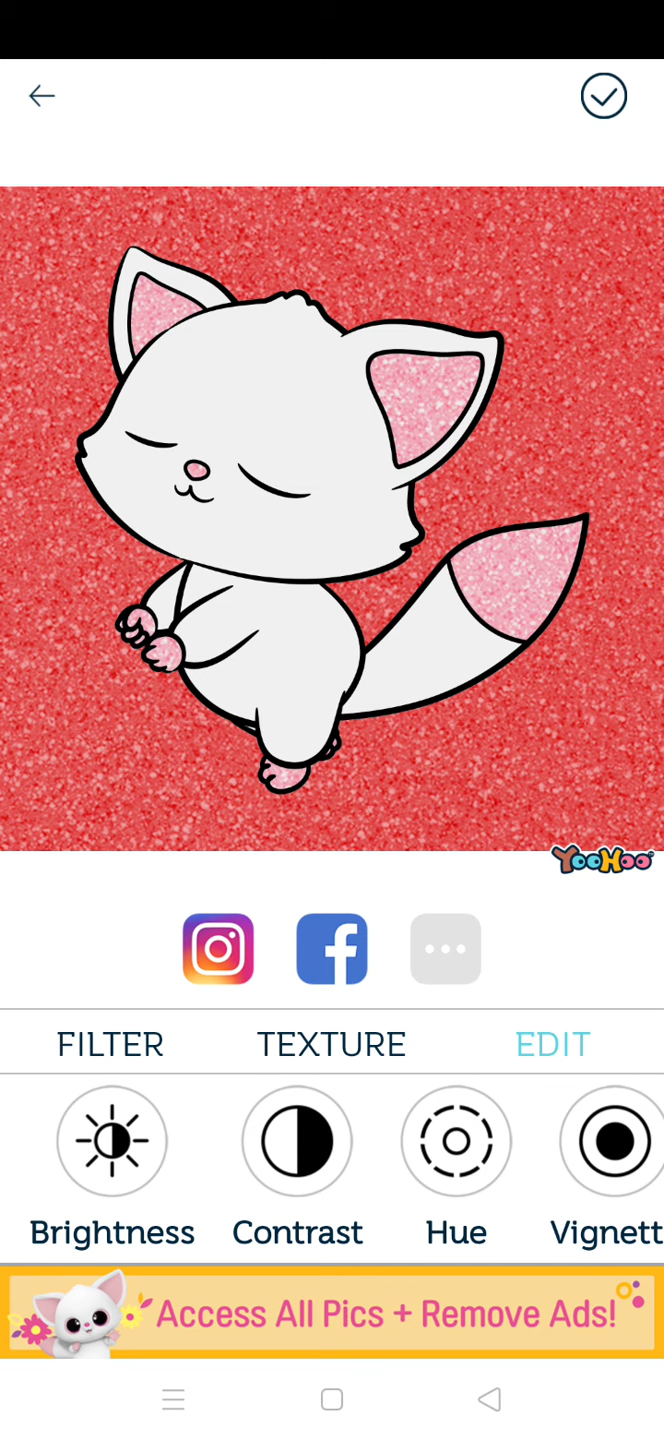 YooHoo
FILTER TEXTURE EDIT
Brightness Contrast Hue Vignett
Access All Pics + Remove Ads!